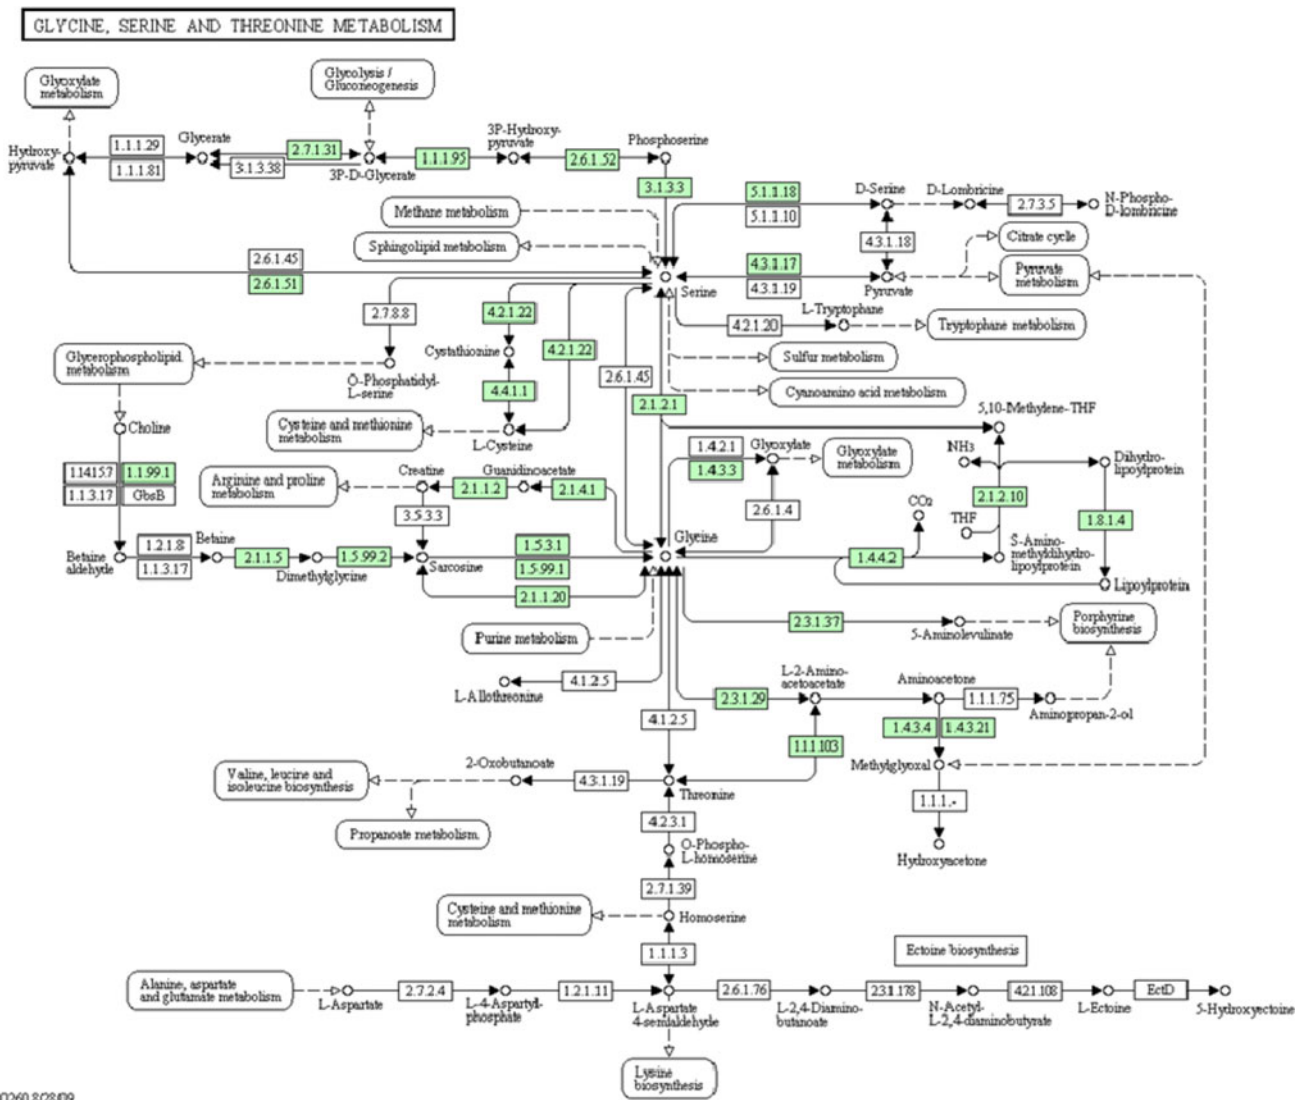 GLYCINE, SERINE AND THREONINE METABOLISM
Glyoxylate
metabolism
Glycolysis /
Gluconeogenesis
Hydroxy-
pyruvate
1.1.1.29
1.1.1.81
Glycerate
2.7.1.31
3.1.3.38
3P-D-Glycerate
1.1.1.95
3P-Hydroxy-
pyruvate
2.6.1.52
Phosphoserine
3.1.3.3
Methane metabolism
Sphingolipid metabolism
5.1.1.18
5.1.1.10
D-Serine
D-Lombricine
2.7.3.5
N-Phospho-
D-lombricine
4.3.1.18
Citrate cycle
Pyruvate
metabolism
2.6.1.45
2.6.1.51
4.3.1.17
4.3.1.19
Pyruvate
Serine
2.7.8.8
4.2.1.22
L-Tryptophane
4.2.1.20
Tryptophane metabolism
Glycerophospholipid
metabolism
Cystathionine
4.2.1.22
Sulfur metabolism
O-Phosphatidyl-
L-serine
4.4.1.1
2.6.1.45
Cyanoamino acid metabolism
2.1.2.1
5,10-Methylene-THF
Choline
Cysteine and methionine
metabolism
L-Cysteine
1.4.2.1
1.4.3.3
Glyoxylate
Glyoxylate
metabolism
NH3
Dihydro-
lipoylprotein
1.14.15.7
1.1.99.1
1.1.3.17
GbsB
Arginine and proline
metabolism
Creatine
2.1.1.2
Guanidinoacetate
2.1.4.1
2.1.2.10
CO2
3.5.3.3
2.6.1.4
THF
1.8.1.4
Betaine
aldehyde
1.2.1.8
1.1.3.17
Betaine
2.1.1.5
Dimethylglycine
1.5.99.2
Sarcosine
1.5.3.1
1.5.99.1
2.1.1.20
Glycine
1.4.4.2
S-Amino-
methyldihydro-
lipoylprotein
Lipoylprotein
Purine metabolism
2.3.1.37
5-Aminolevulinate
Porphyrine
biosynthesis
L-Allothreonine
4.1.2.5
2.3.1.29
L-2-Amino-
acetoacetate
Aminoacetone
1.1.1.75
Aminopropan-2-ol
4.1.2.5
1.1.1.103
1.4.3.4
1.4.3.21
Valine, leucine and
isoleucine biosynthesis
2-Oxobutanoate
4.3.1.19
Threonine
Methylglyoxal
Propanoate metabolism
4.2.3.1
1.1.1.-
O-Phospho-
L-homoserine
Hydroxyacetone
2.7.1.39
Cysteine and methionine
metabolism
Homoserine
1.1.1.3
Ectoine biosynthesis
Alanine, aspartate
and glutamate metabolism
L-Aspartate
2.7.2.4
L-4-Aspartyl-
phosphate
1.2.1.11
L-Aspartate
4-semialdehyde
2.6.1.76
L-2,4-Diamino-
butanoate
2.3.1.178
N-Acetyl-
L-2,4-diaminobutyrate
4.2.1.108
L-Ectoine
EctD
5-Hydroxyectoine
Lysine
biosynthesis